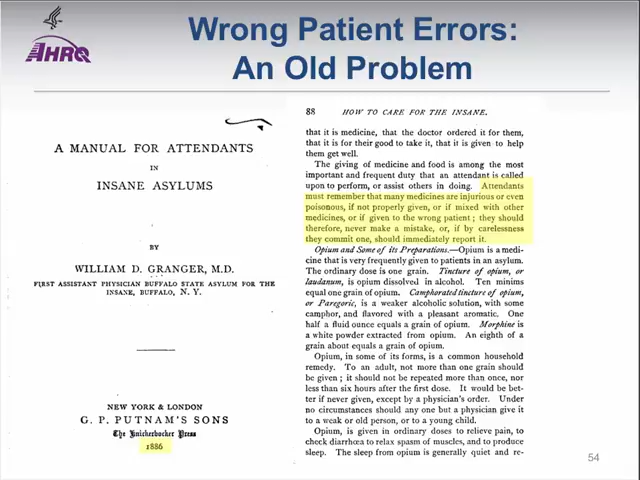 AHRQ
Wrong Patient Errors:
An Old Problem
A MANUAL FOR ATTENDANTS
IN
INSANE ASYLUMS
BY
WILLIAM D. GRANGER, M.D.
FIRST ASSISTANT PHYSICIAN BUFFALO STATE ASYLUM FOR THE
INSANE, BUFFALO, N. Y.
NEW YORK & LONDON
G. P. PUTNAM'S SONS
The Knickerbocker Press
1886
88 HOW TO CARE FOR THE INSANE.
that it is medicine, that the doctor ordered it for them,
that it is for their good to take it, that it is given to help
them get well.
The giving of medicine and food is among the most
important and frequent duty that an attendant is called
upon to perform, or assist others in doing. Attendants
must remember that many medicines are injurious or even
poisonous, if not properly given, or if mixed with other
medicines, or if given to the wrong patient; they should
therefore, never make a mistake, or, if by carelessness
they commit one, should immediately report it.
Opium and Some of its Preparations.—Opium is a medi-
cine that is very frequently given to patients in an asylum.
The ordinary dose is one grain. Tincture of opium, or
laudanum, is opium dissolved in alcohol. Ten minims
equal one grain of opium. Camphorated tincture of opium,
or Paregoric, is a weaker alcoholic solution, with some
camphor, and flavored with a pleasant aromatic. One
half a fluid ounce equals a grain of opium. Morphine is
a white powder extracted from opium. An eighth of a
grain about equals a grain of opium.
Opium, in some of its forms, is a common household
remedy. To an adult, not more than one grain should
be given; it should not be repeated more than once, nor
less than six hours after the first dose. It would be bet-
ter if never given, except by a physician's order. Under
no circumstances should any one but a physician give it
to a weak or old person, or to a young child.
Opium, is given in ordinary doses to relieve pain, to
check diarrhœa to relax spasm of muscles, and to produce
sleep. The sleep from opium is generally quiet and re-
54